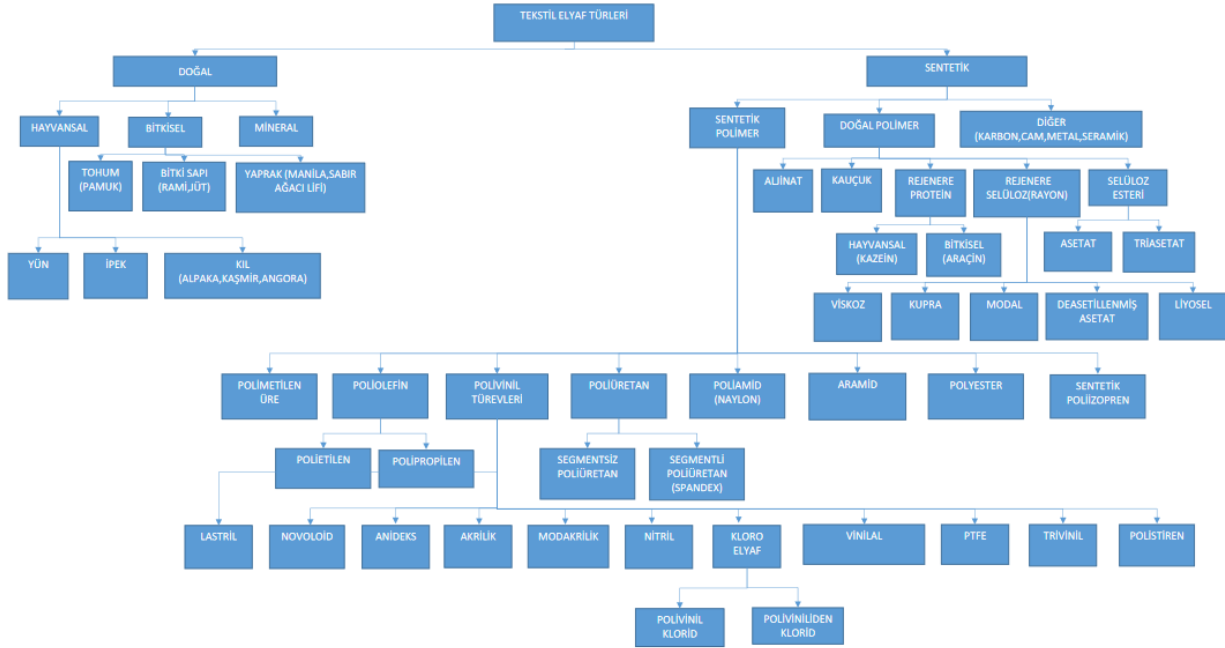 TEKSTİL ELYAF TÜRLERİ
DOĞAL
SENTETİK
HAYVANSAL
BİTKİSEL
MİNERAL
SENTETİK
POLİMER
DOĞAL POLİMER
DİĞER
(KARBON,CAM,METAL,SERAMİK)
TOHUM
(PAMUK)
BİTKİ SAPI
(RAMİ,JÜT)
YAPRAK (MANİLA,SABIR
AĞACI LİFİ)
ALJİNAT
KAUÇUK
REJENERE
PROTEİN
REJENERE
SELÜLOZ(RAYON)
SELÜLOZ
ESTERİ
YÜN
İPEK
KIL
(ALPAKA,KAŞMİR,ANGORA)
HAYVANSAL
(KAZEİN)
BİTKİSEL
(ARAÇİN)
ASETAT
TRİASETAT
VİSKOZ
KUPRA
MODAL
DEASETİLLENMİŞ
ASETAT
LİYOSEL
POLİMETİLEN
ÜRE
POLİOLEFİN
POLİVİNİL
TÜREVLERİ
POLİÜRETAN
POLİAMİD
(NAYLON)
ARAMİD
POLYESTER
SENTETİK
POLİİZOPREN
POLİETİLEN
POLİPROPİLEN
SEGMENTSİZ
POLİÜRETAN
SEGMENTLİ
POLİÜRETAN
(SPANDEX)
LASTRİL
NOVOLOİD
ANİDEKS
AKRİLİK
MODAKRİLİK
NİTRİL
KLORO
ELYAF
VİNİLAL
PTFE
TRİVİNİL
POLİSTİREN
POLİVİNİL
KLORİD
POLİVİNİLİDEN
KLORİD